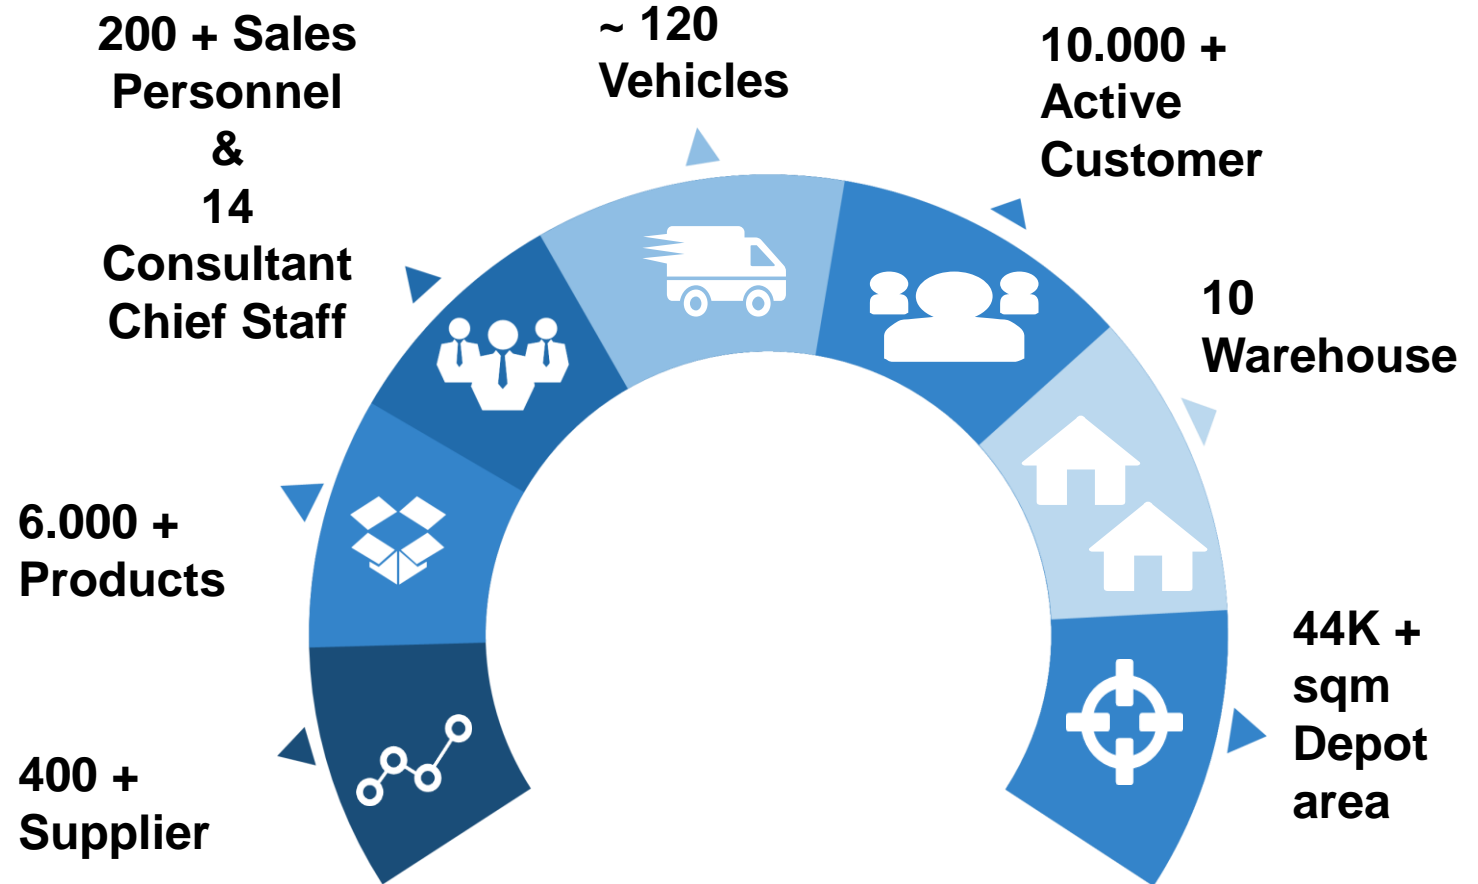 200 + Sales
Personnel
&
14
Consultant
Chief Staff
~ 120
Vehicles
10.000 +
Active
Customer
10
Warehouse
6.000 +
Products
44K +
sqm
Depot
area
400 +
Supplier